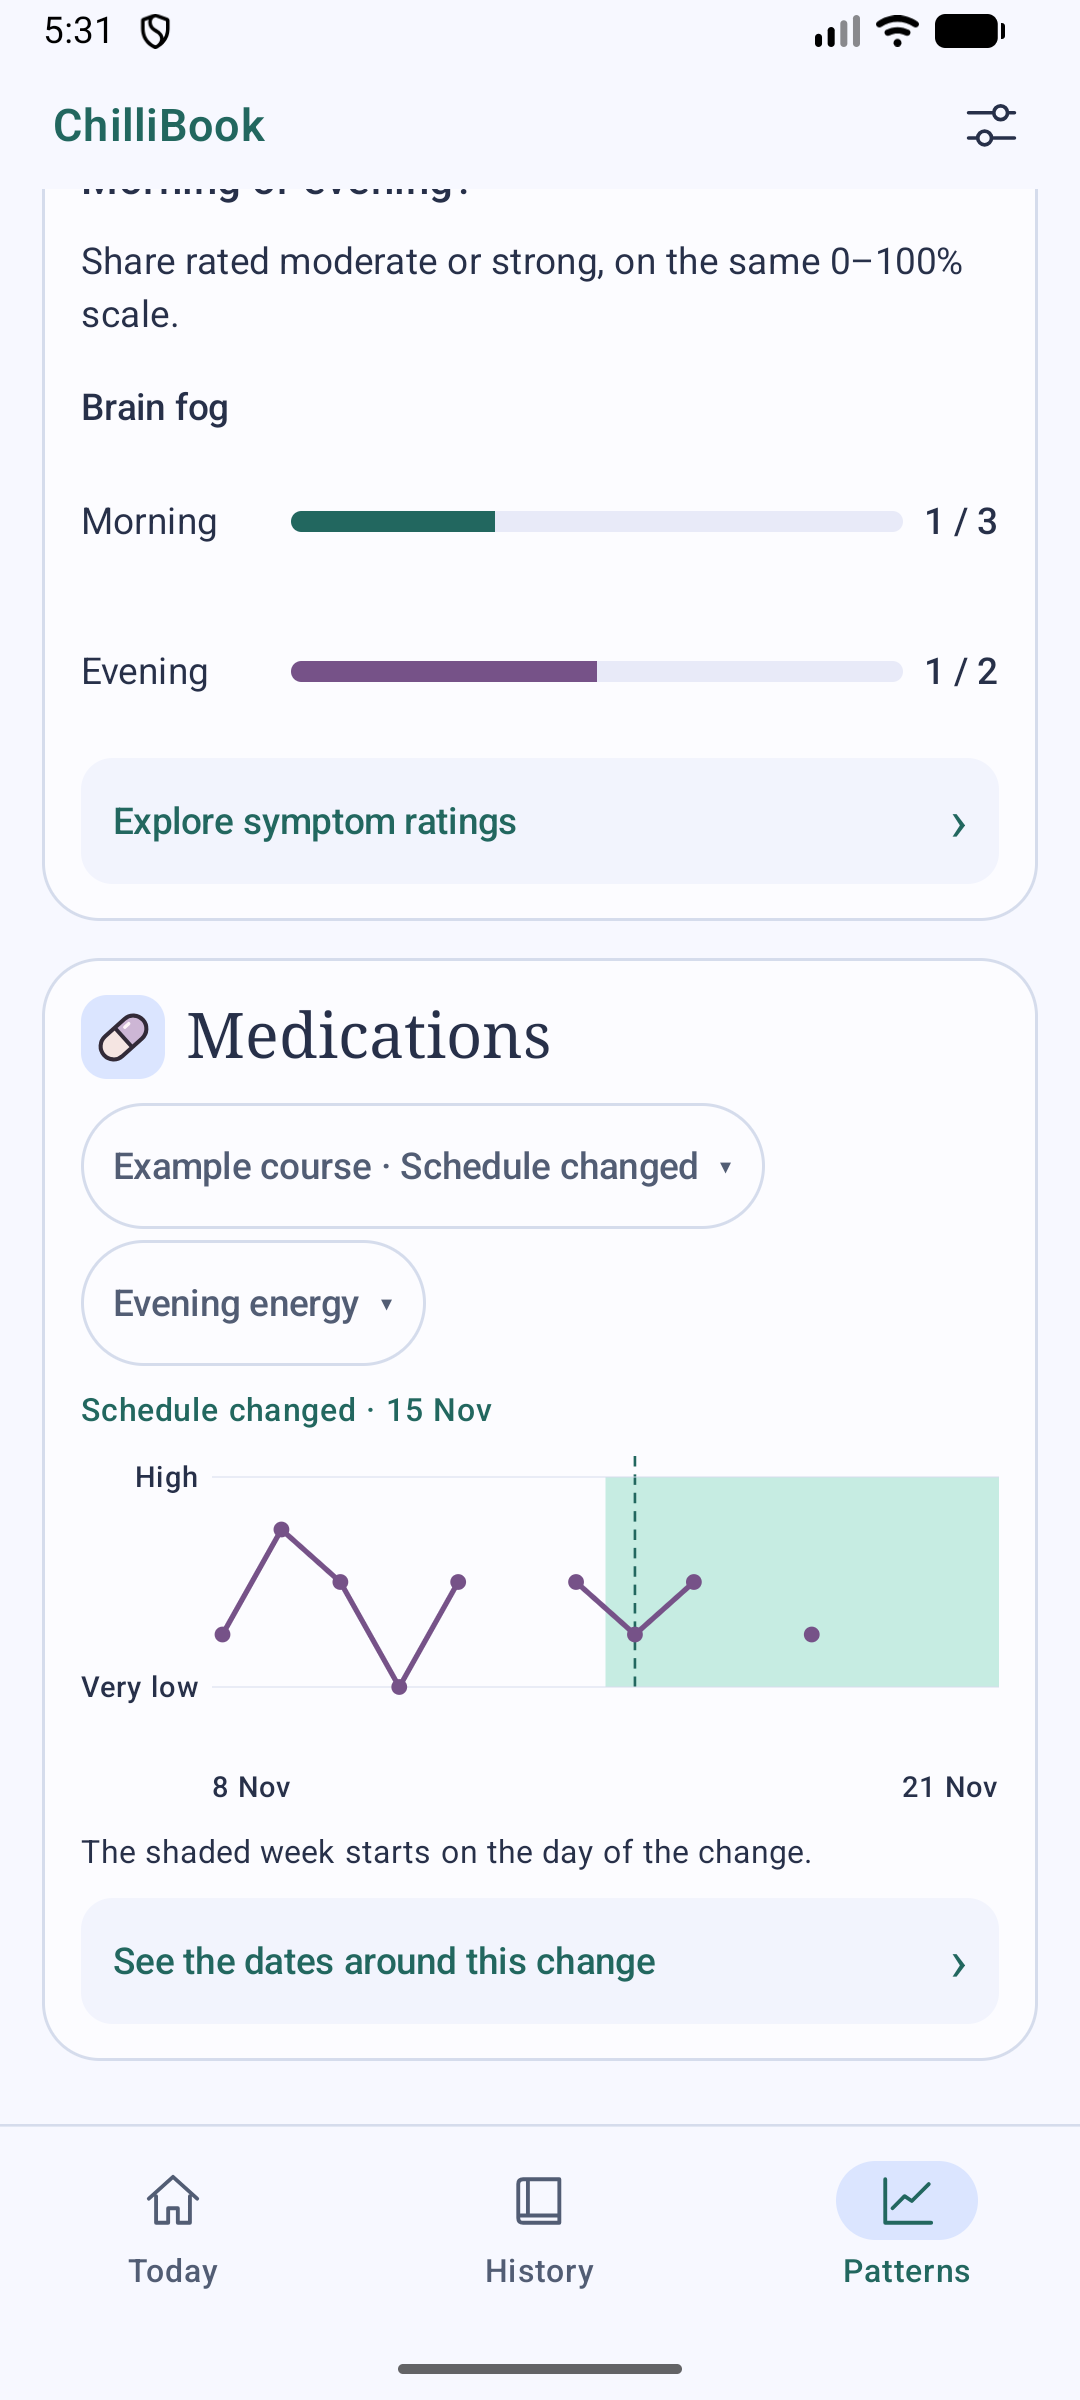 5:31
ChilliBook
Morning or evening?
Share rated moderate or strong, on the same 0–100%
scale.
Brain fog
Morning
1 / 3
Evening
1 / 2
Explore symptom ratings
Medications
Example course · Schedule changed
Evening energy
Schedule changed · 15 Nov
High
Very low
8 Nov
21 Nov
The shaded week starts on the day of the change.
See the dates around this change
Today
History
Patterns